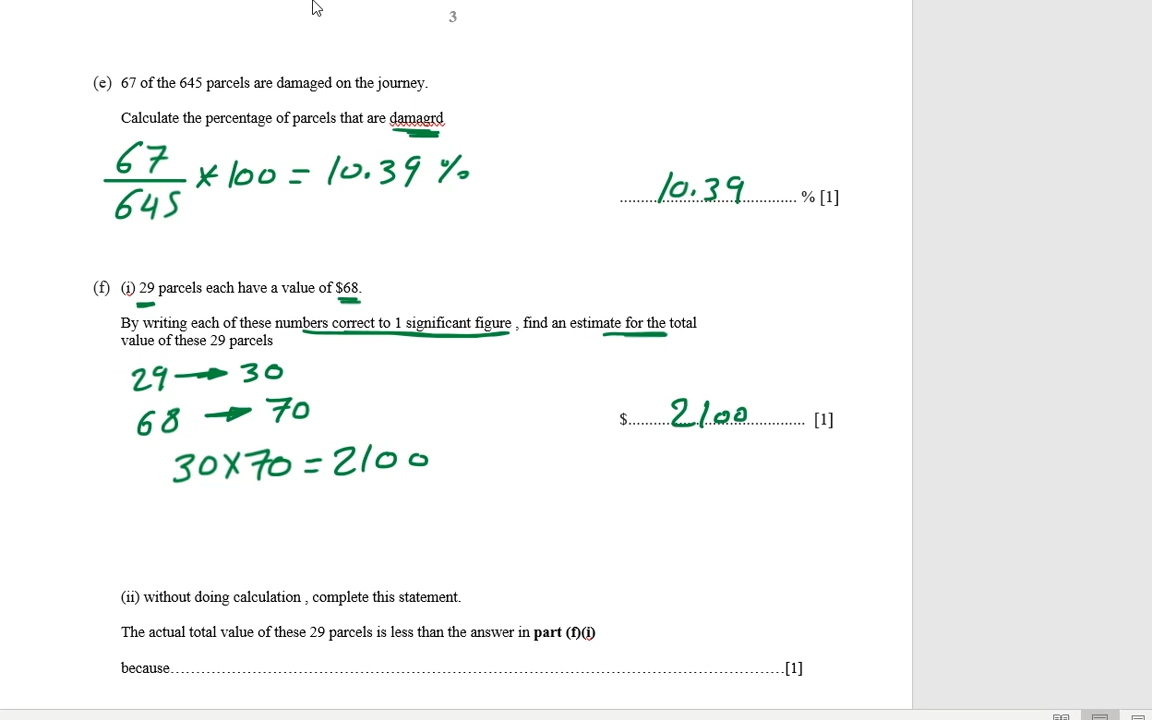 3
(e) 67 of the 645 parcels are damaged on the journey.
Calculate the percentage of parcels that are damagrd
67/645 × 100 = 10.39 %
..........10.39.......... % [1]
(f) (i) 29 parcels each have a value of $68.
By writing each of these numbers correct to 1 significant figure , find an estimate for the total
value of these 29 parcels
29 → 30
68 → 70
$..........2100.......... [1]
30 × 70 = 2100
(ii) without doing calculation , complete this statement.
The actual total value of these 29 parcels is less than the answer in part (f)(i)
because..........[1]